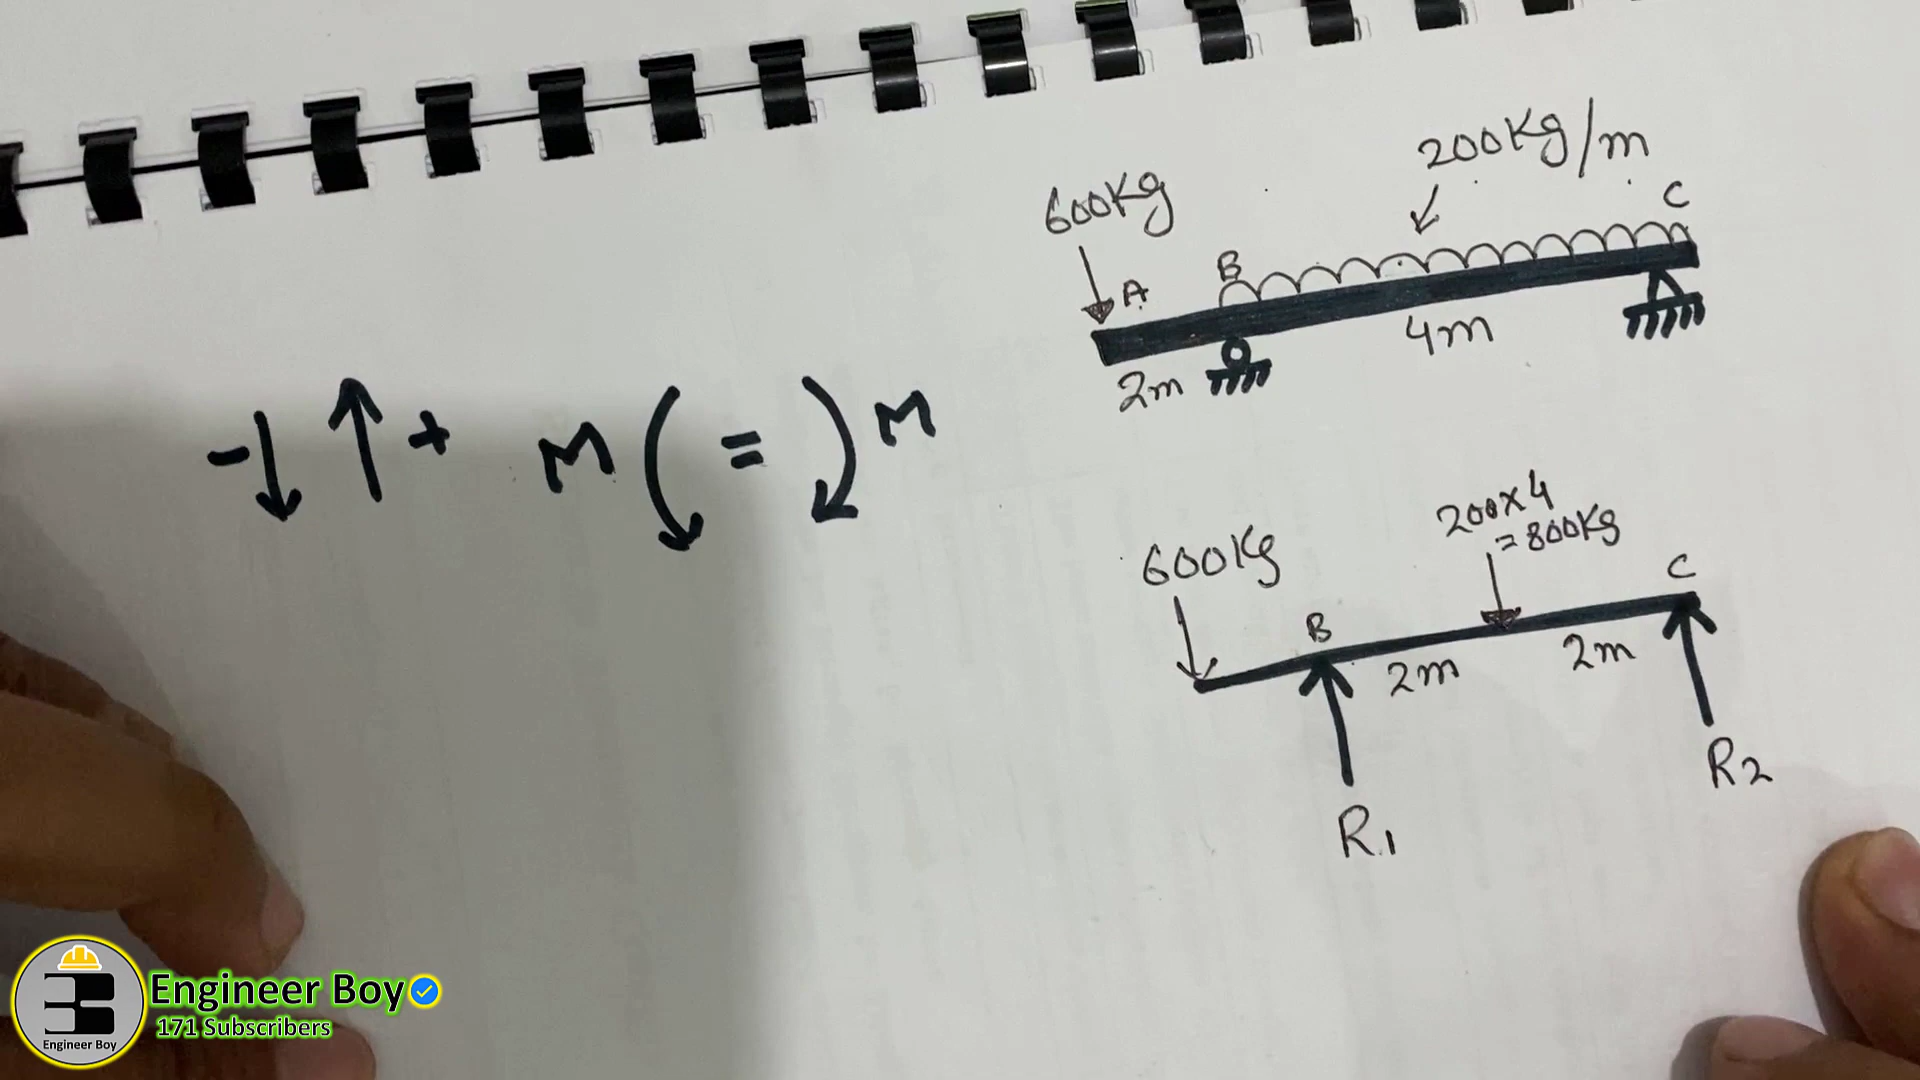 200Kg/m
600Kg
C
B
A
4m
2m
- + M = M
200x4
=800Kg
600Kg
C
B
2m
2m
R2
R1
Engineer Boy
171 Subscribers
Engineer Boy